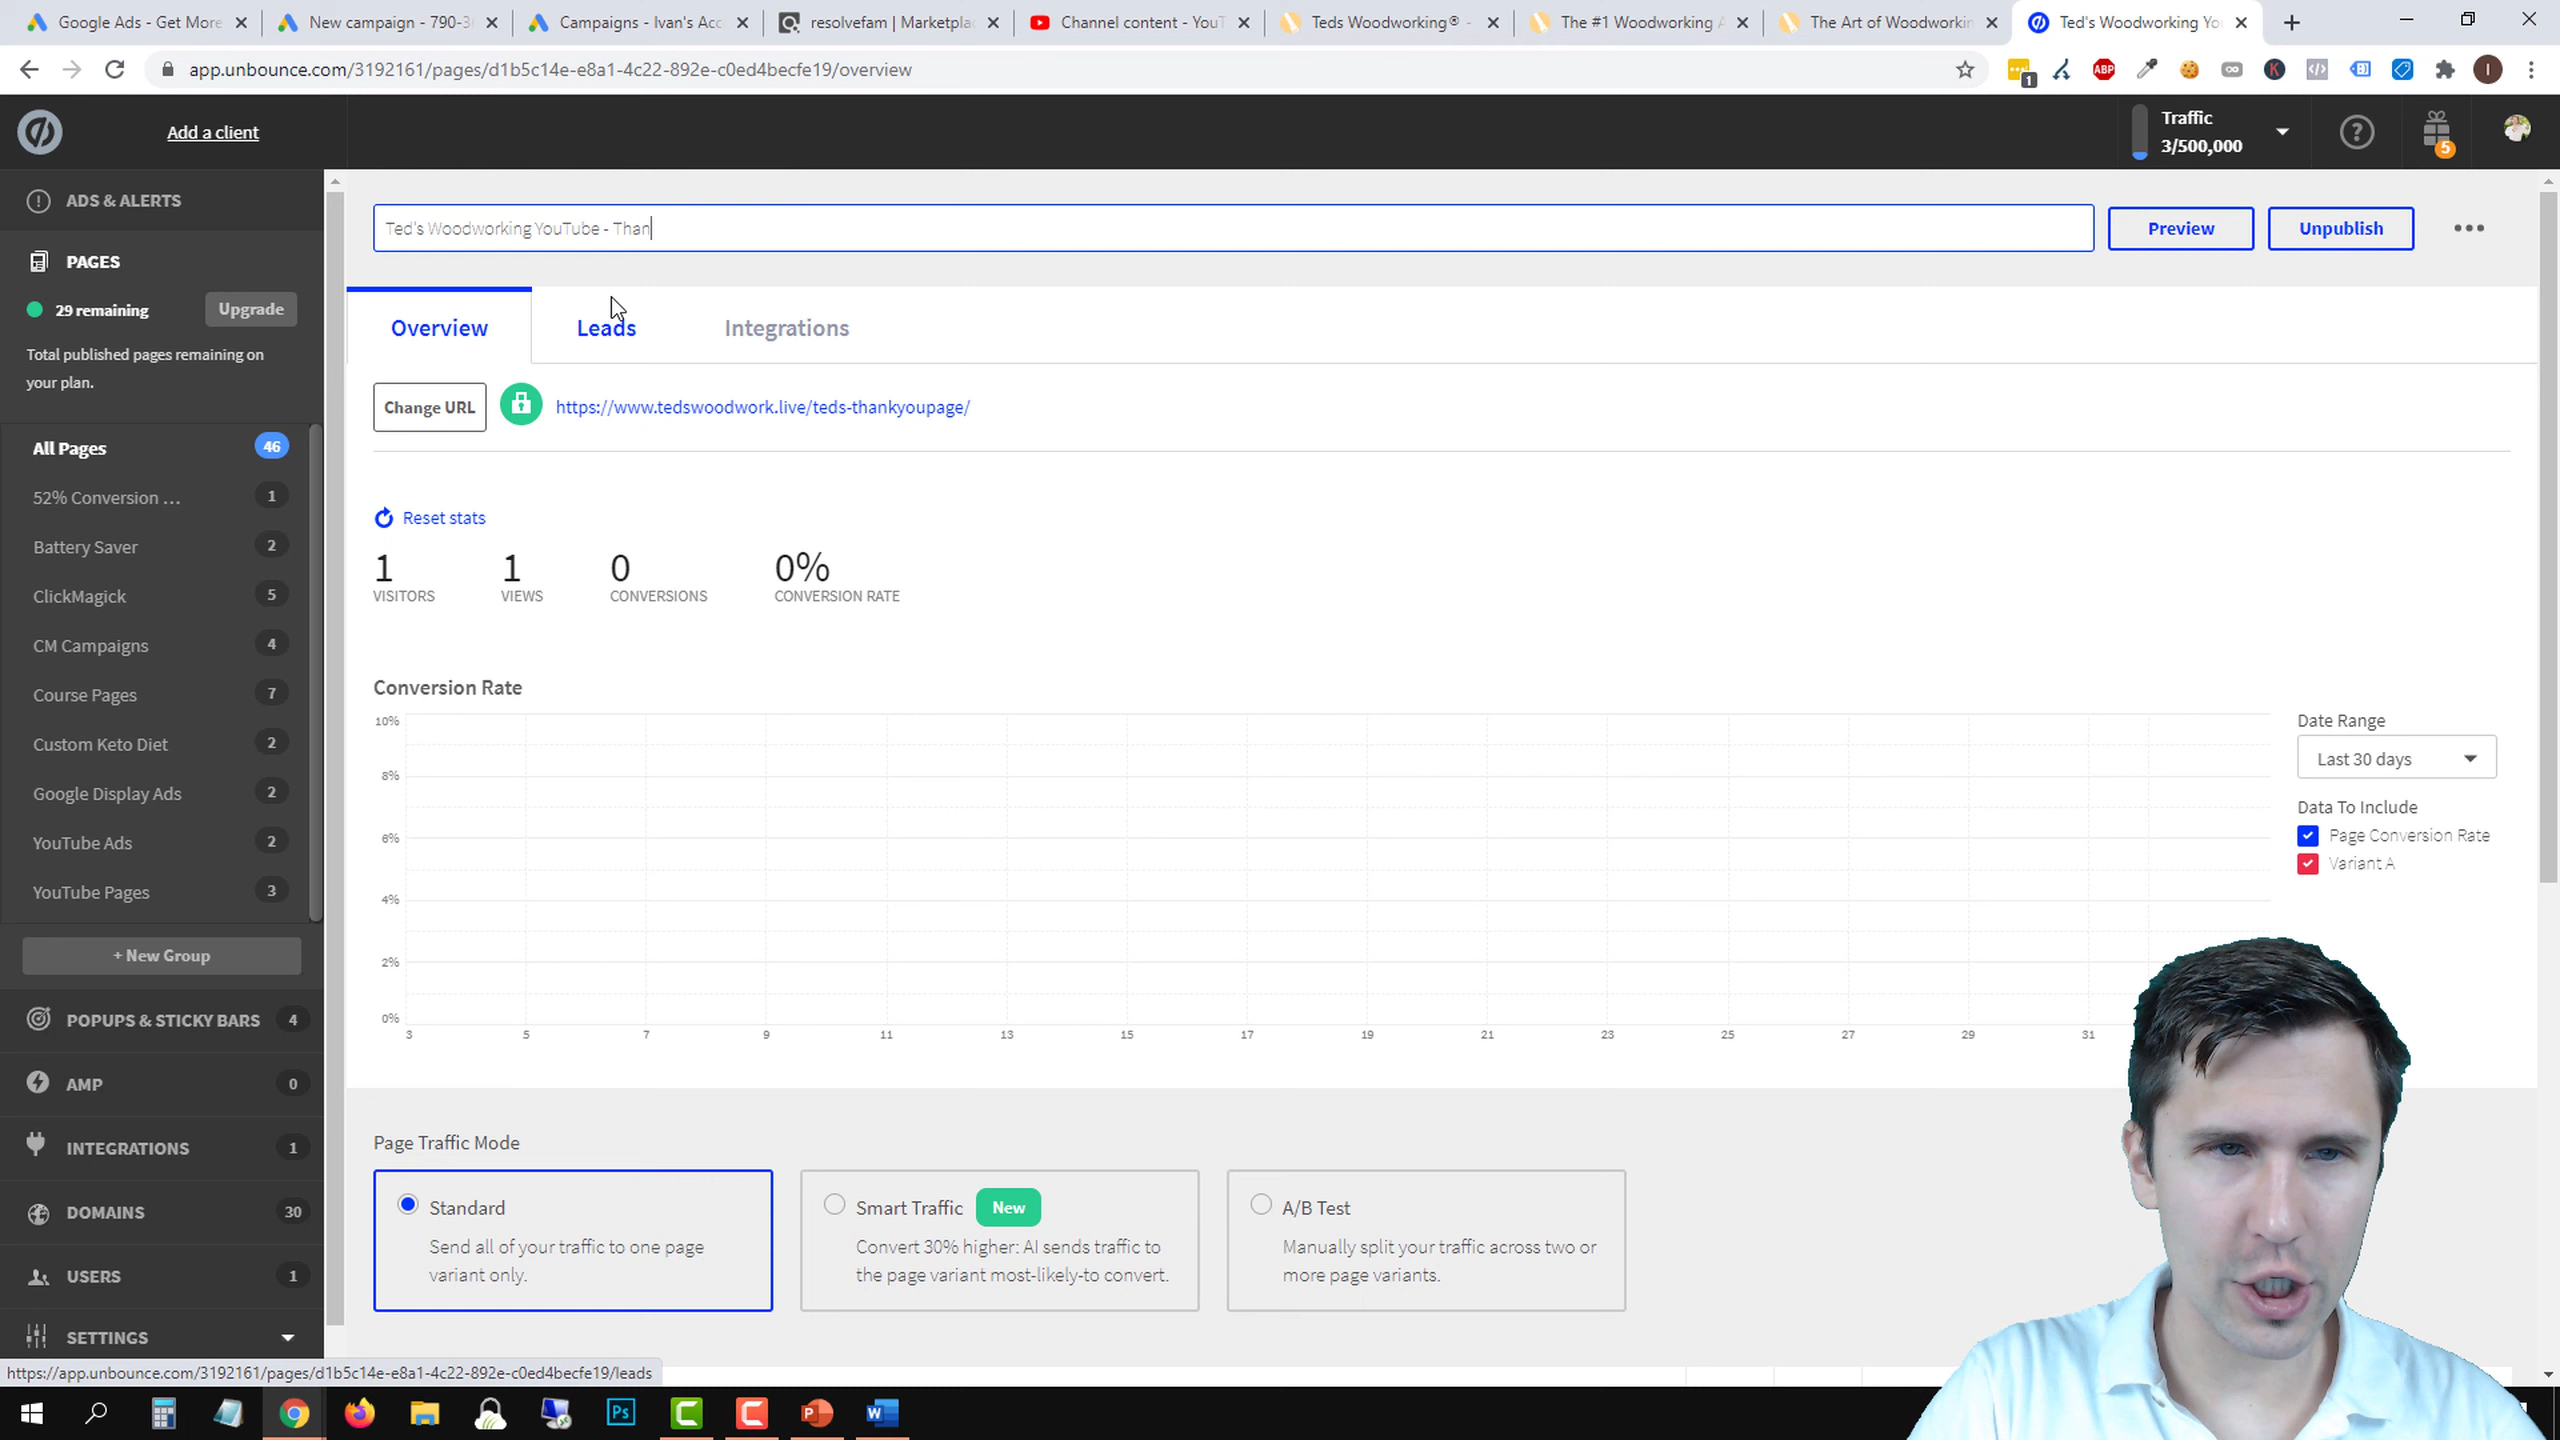 Google Ads - Get More
New campaign - 790-3
Campaigns - Ivan's Acc
resolvefam | Marketpla
Channel content - YouT
Teds Woodworking® -
The #1 Woodworking A
The Art of Woodworkin
Ted's Woodworking Yo
app.unbounce.com/3192161/pages/d1b5c14e-e8a1-4c22-892e-c0ed4becfe19/overview
1
ABP
K
I
Add a client
Traffic
3/500,000
5
ADS & ALERTS
PAGES
29 remaining
Upgrade
Total published pages remaining on
your plan.
All Pages 46
52% Conversion ... 1
Battery Saver 2
ClickMagick 5
CM Campaigns 4
Course Pages 7
Custom Keto Diet 2
Google Display Ads 2
YouTube Ads 2
YouTube Pages 3
+ New Group
POPUPS & STICKY BARS 4
AMP 0
INTEGRATIONS 1
DOMAINS 30
USERS 1
SETTINGS
Ted's Woodworking YouTube - Than
Preview
Unpublish
Overview
Leads
Integrations
Change URL
https://www.tedswoodwork.live/teds-thankyoupage/
Reset stats
1 1 0 0%
VISITORS VIEWS CONVERSIONS CONVERSION RATE
Conversion Rate
10%
8%
6%
4%
2%
0%
3 5 7 9 11 13 15 17 19 21 23 25 27 29 31
Date Range
Last 30 days
Data To Include
Page Conversion Rate
Variant A
Page Traffic Mode
Standard
Send all of your traffic to one page
variant only.
Smart Traffic New
Convert 30% higher: AI sends traffic to
the page variant most-likely-to convert.
A/B Test
Manually split your traffic across two or
more page variants.
https://app.unbounce.com/3192161/pages/d1b5c14e-e8a1-4c22-892e-c0ed4becfe19/leads
Ps